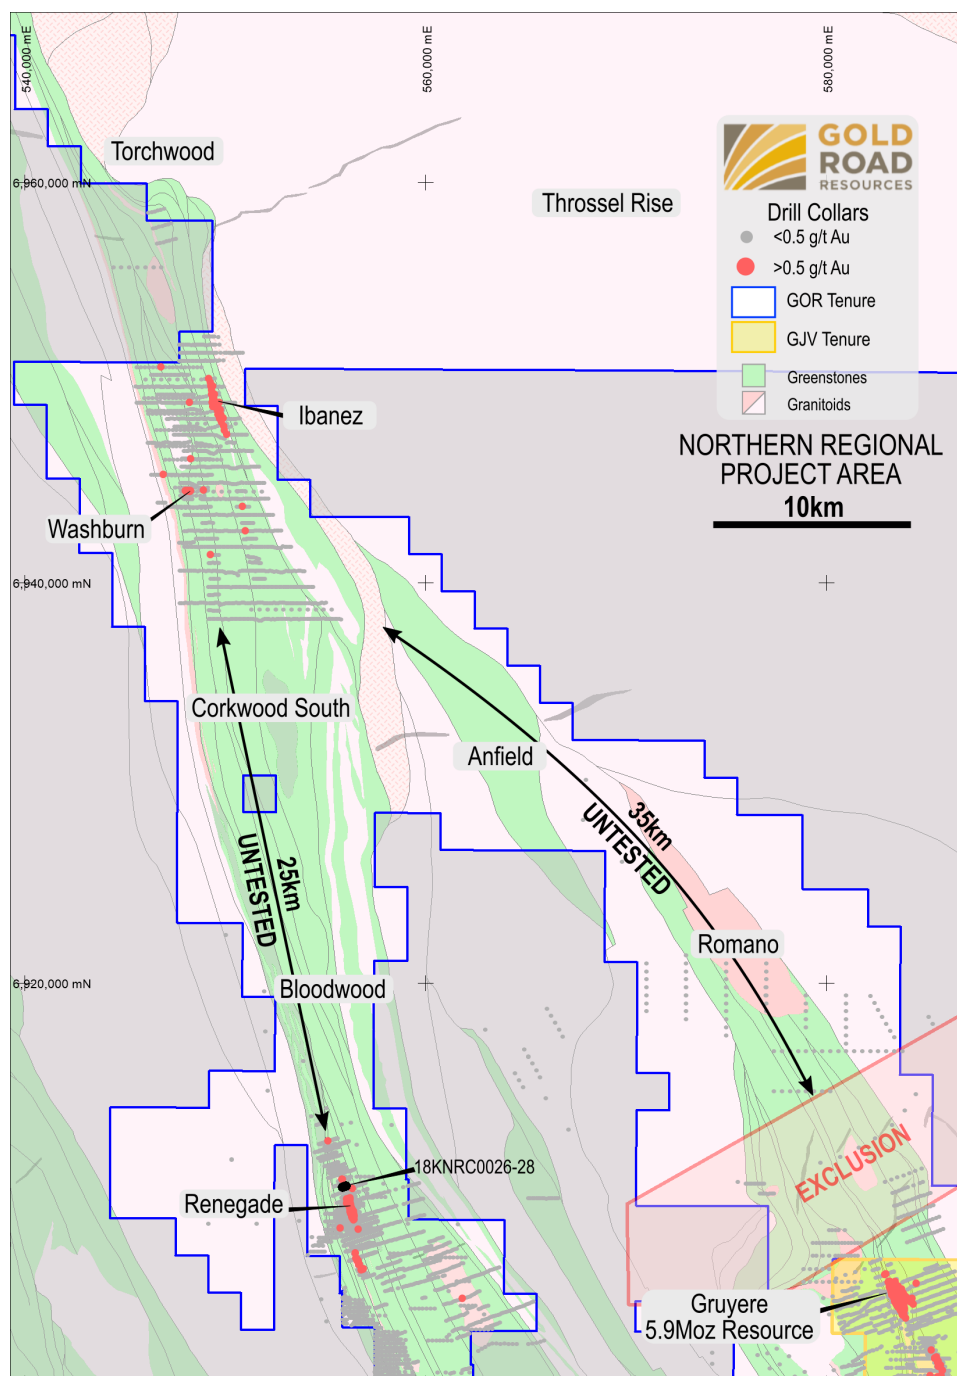 540,000 mE
560,000 mE
580,000 mE
Torchwood
6,960,000 mN
Throssel Rise
GOLD
ROAD
RESOURCES
Drill Collars
<0.5 g/t Au
>0.5 g/t Au
GOR Tenure
GJV Tenure
Greenstones
Granitoids
Ibanez
NORTHERN REGIONAL
PROJECT AREA
10km
Washburn
6,940,000 mN
Corkwood South
Anfield
35km
UNTESTED
25km
UNTESTED
Romano
Bloodwood
6,920,000 mN
EXCLUSION
18KNRC0026-28
Renegade
Gruyere
5.9Moz Resource